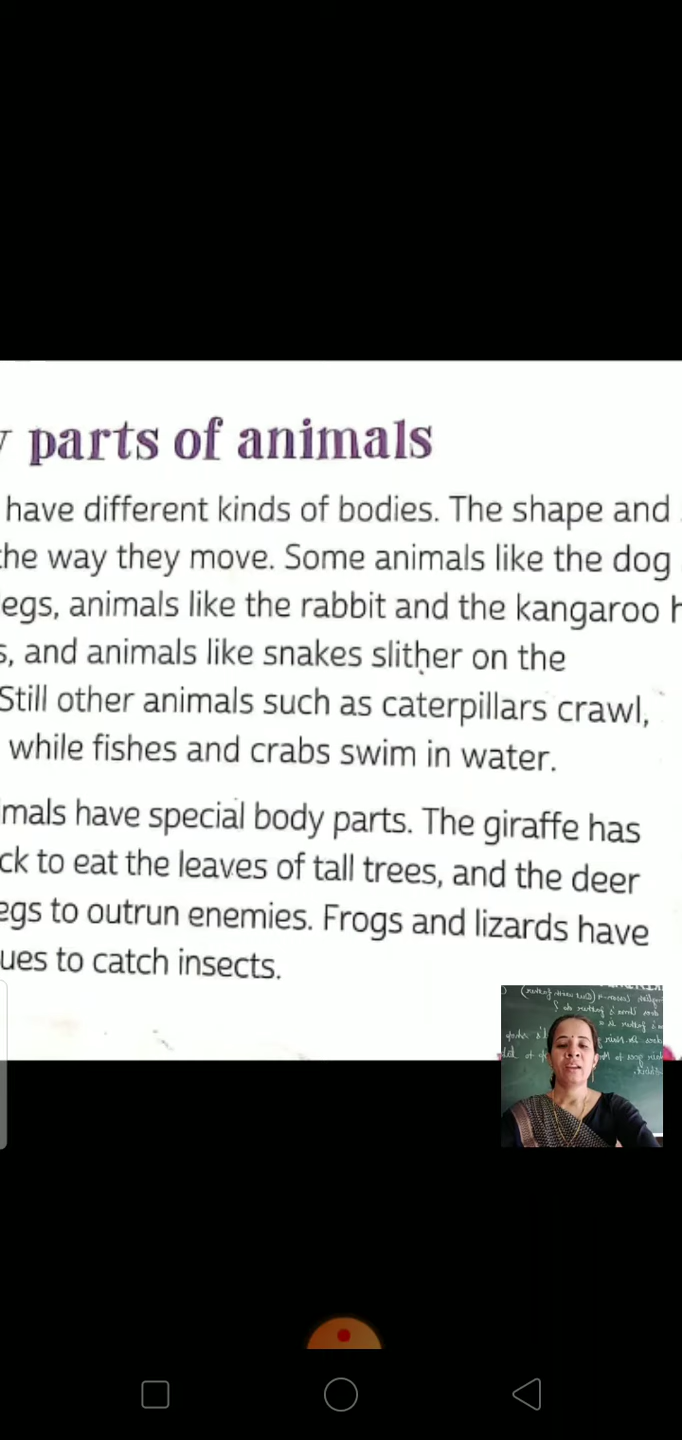 parts of animals
have different kinds of bodies. The shape and
the way they move. Some animals like the dog
egs, animals like the rabbit and the kangaroo h
s, and animals like snakes slither on the
Still other animals such as caterpillars crawl,
while fishes and crabs swim in water.
mals have special body parts. The giraffe has
ck to eat the leaves of tall trees, and the deer
egs to outrun enemies. Frogs and lizards have
ues to catch insects.